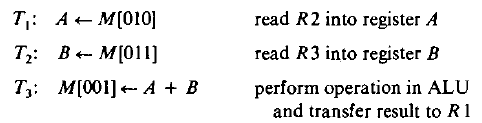 T₁: A ← M[010] read R2 into register A
T₂: B ← M[011] read R3 into register B
T₃: M[001] ← A + B perform operation in ALU
and transfer result to R1